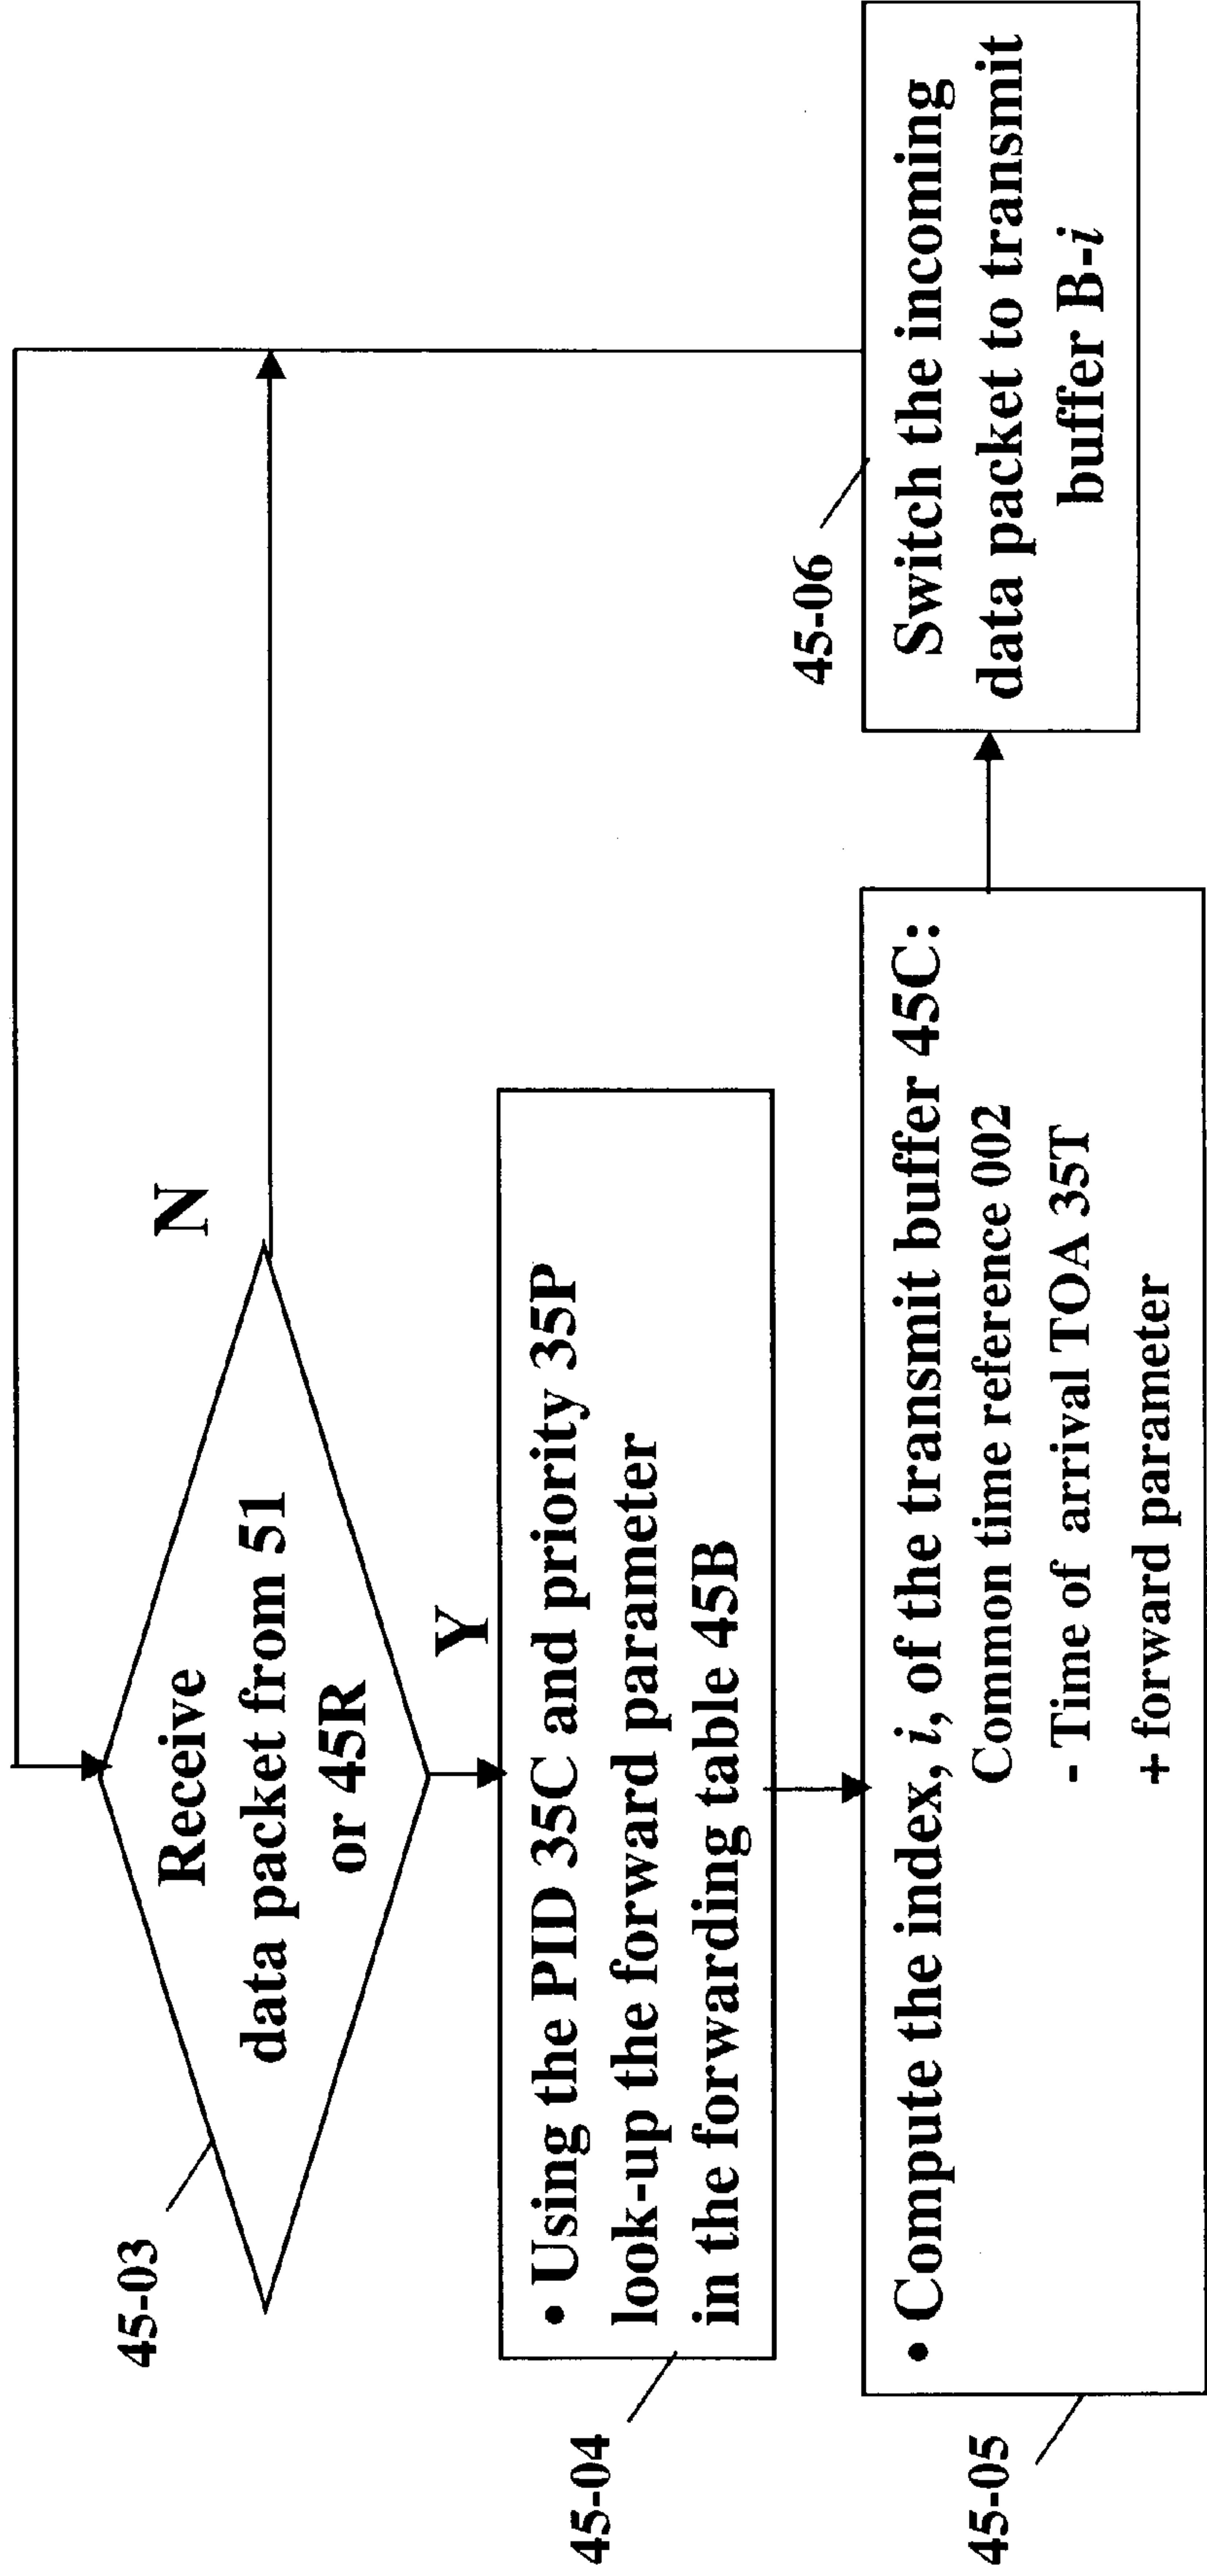 45-03
Receive
data packet from 51
or 45R
N
Y
45-04
• Using the PID 35C and priority 35P
look-up the forward parameter
in the forwarding table 45B
45-05
• Compute the index, i, of the transmit buffer 45C:
Common time reference 002
- Time of arrival TOA 35T
+ forward parameter
45-06
Switch the incoming
data packet to transmit
buffer B-i